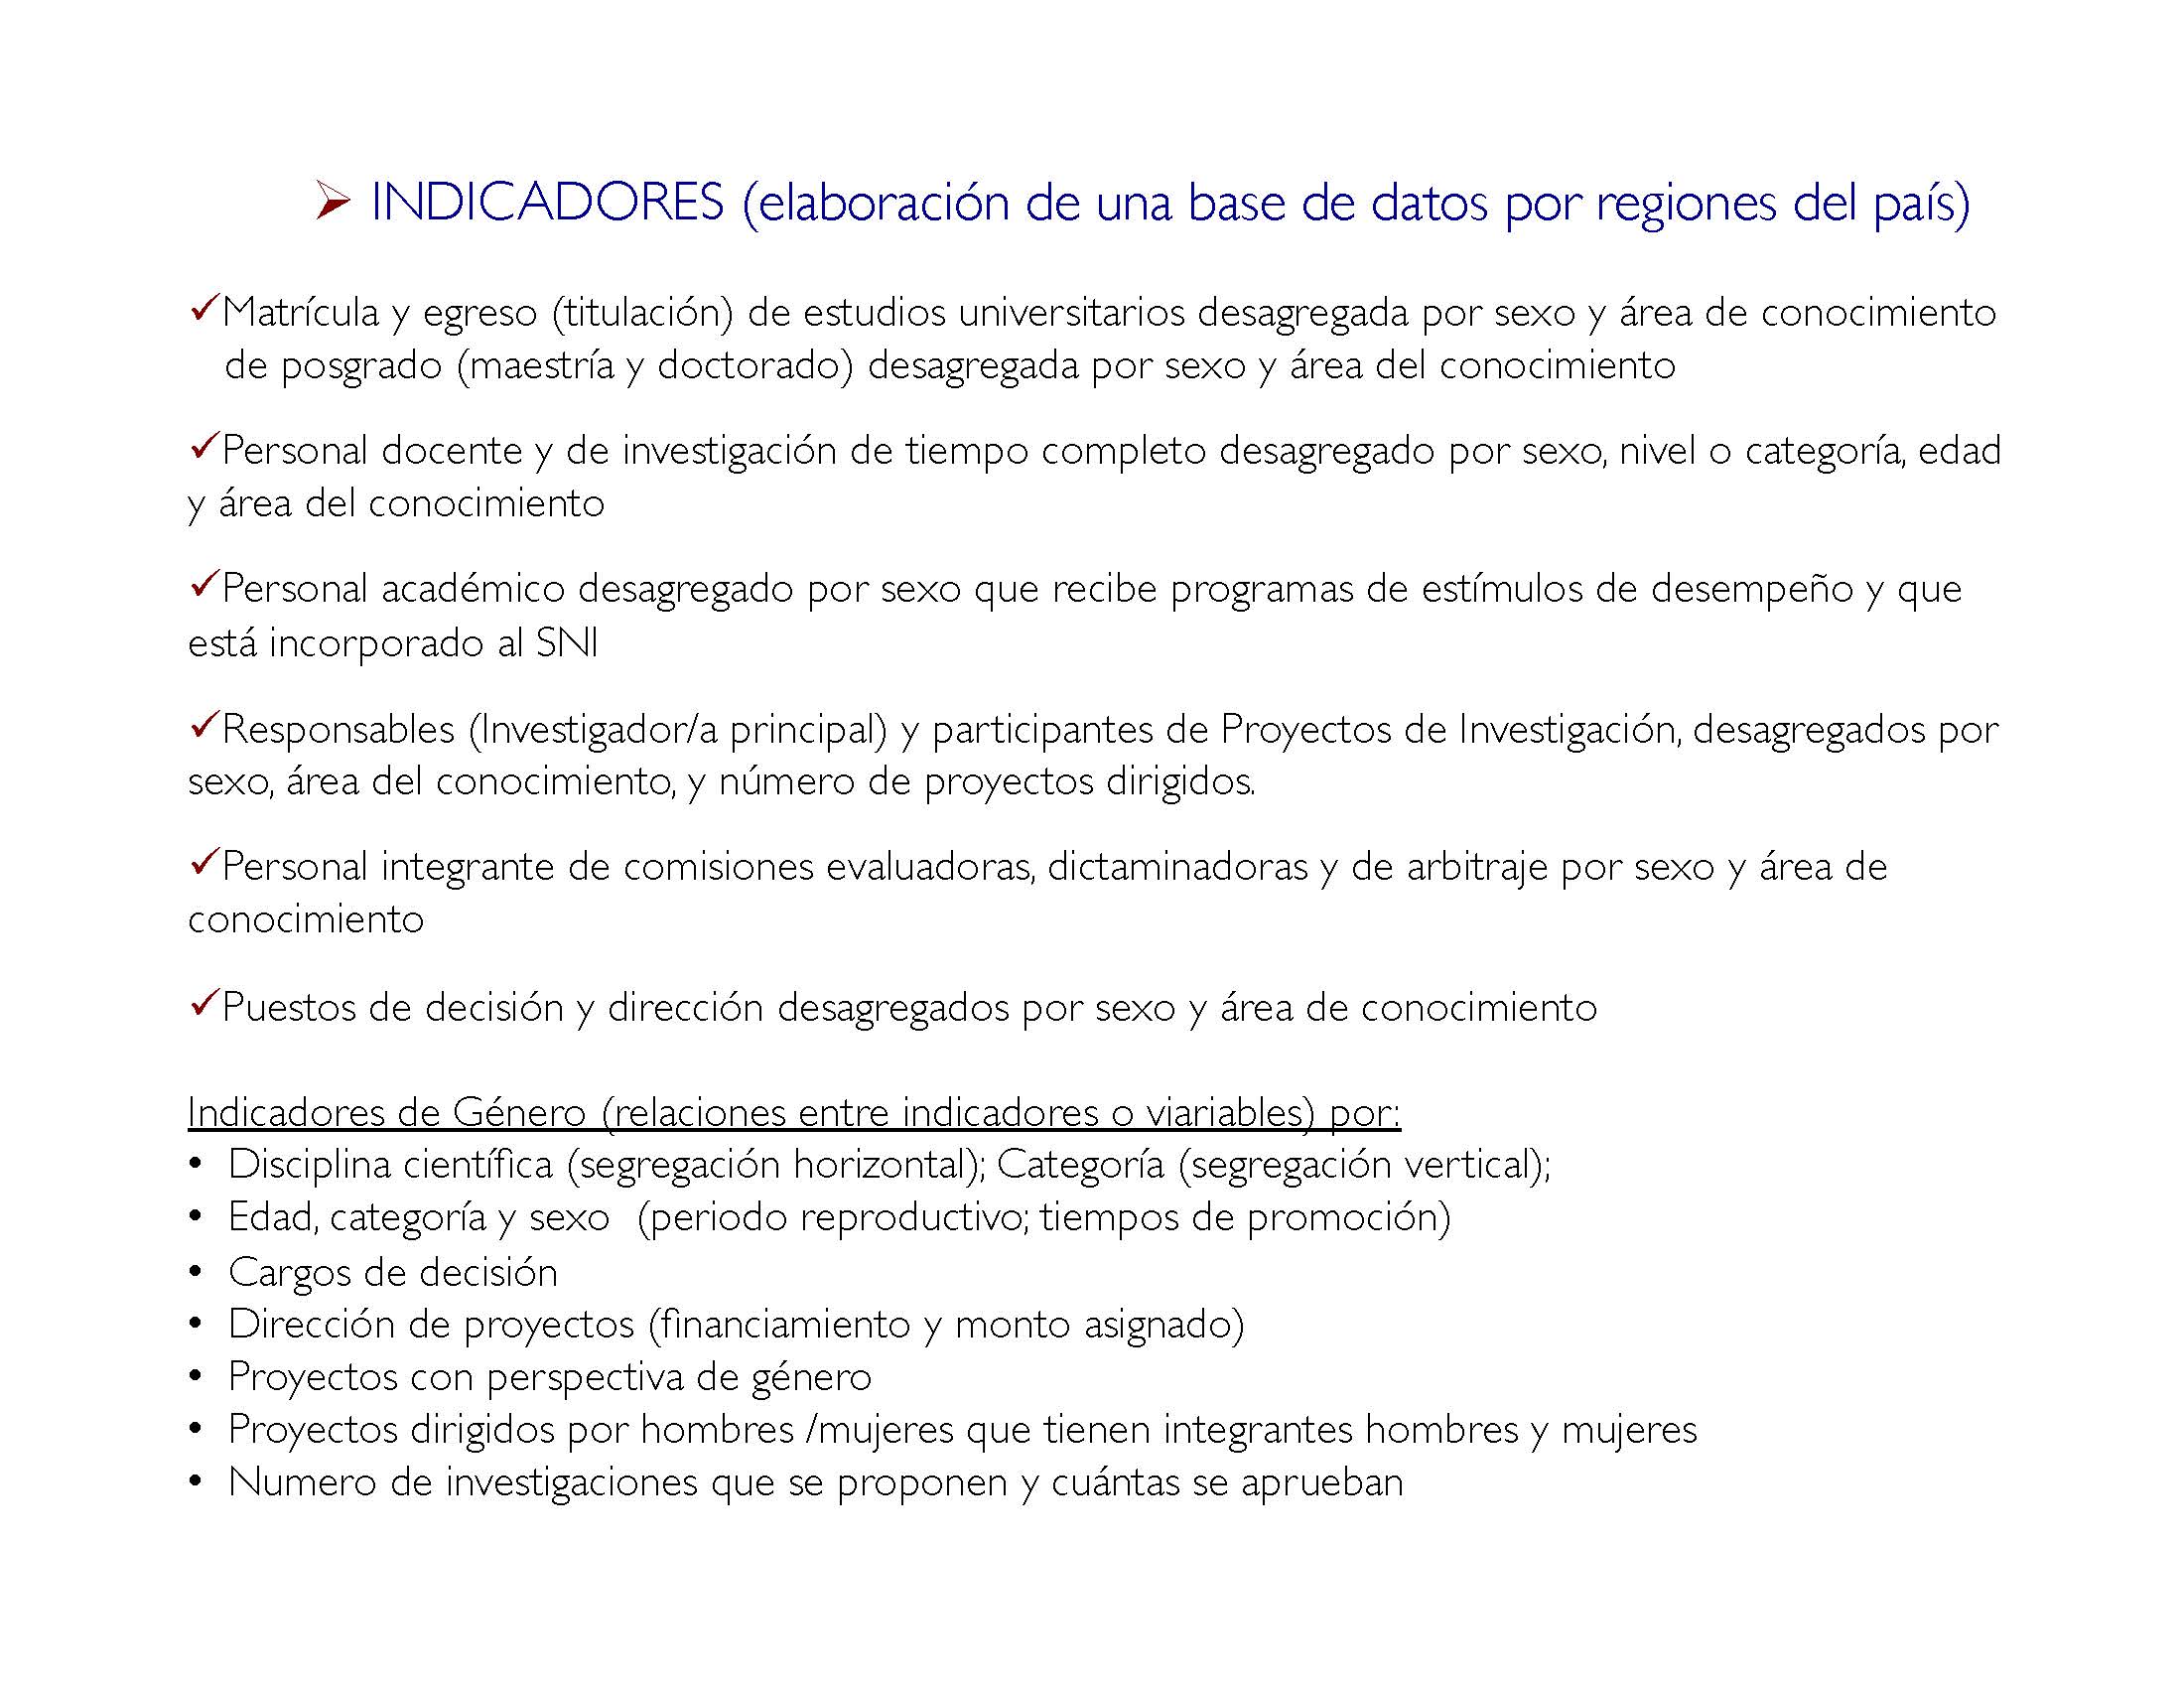 ➢ INDICADORES (elaboración de una base de datos por regiones del país)
✓Matrícula y egreso (titulación) de estudios universitarios desagregada por sexo y área de conocimiento
de posgrado (maestría y doctorado) desagregada por sexo y área del conocimiento
✓Personal docente y de investigación de tiempo completo desagregado por sexo, nivel o categoría, edad
y área del conocimiento
✓Personal académico desagregado por sexo que recibe programas de estímulos de desempeño y que
está incorporado al SNI
✓Responsables (Investigador/a principal) y participantes de Proyectos de Investigación, desagregados por
sexo, área del conocimiento, y número de proyectos dirigidos.
✓Personal integrante de comisiones evaluadoras, dictaminadoras y de arbitraje por sexo y área de
conocimiento
✓Puestos de decisión y dirección desagregados por sexo y área de conocimiento
Indicadores de Género (relaciones entre indicadores o viariables) por:
• Disciplina científica (segregación horizontal); Categoría (segregación vertical);
• Edad, categoría y sexo (periodo reproductivo; tiempos de promoción)
• Cargos de decisión
• Dirección de proyectos (financiamiento y monto asignado)
• Proyectos con perspectiva de género
• Proyectos dirigidos por hombres /mujeres que tienen integrantes hombres y mujeres
• Numero de investigaciones que se proponen y cuántas se aprueban